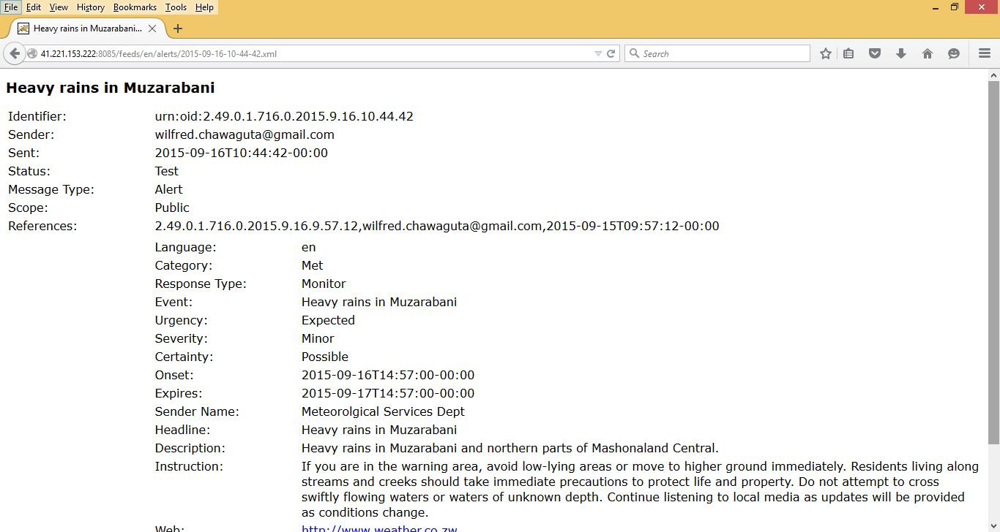 File Edit View History Bookmarks Tools Help
Heavy rains in Muzarabani...
41.221.153.222:8085/feeds/en/alerts/2015-09-16-10-44-42.xml Search
Heavy rains in Muzarabani
Identifier: urn:oid:2.49.0.1.716.0.2015.9.16.10.44.42
Sender: wilfred.chawaguta@gmail.com
Sent: 2015-09-16T10:44:42-00:00
Status: Test
Message Type: Alert
Scope: Public
References: 2.49.0.1.716.0.2015.9.16.9.57.12,wilfred.chawaguta@gmail.com,2015-09-15T09:57:12-00:00
Language: en
Category: Met
Response Type: Monitor
Event: Heavy rains in Muzarabani
Urgency: Expected
Severity: Minor
Certainty: Possible
Onset: 2015-09-16T14:57:00-00:00
Expires: 2015-09-17T14:57:00-00:00
Sender Name: Meteorolgical Services Dept
Headline: Heavy rains in Muzarabani
Description: Heavy rains in Muzarabani and northern parts of Mashonaland Central.
Instruction: If you are in the warning area, avoid low-lying areas or move to higher ground immediately. Residents living along
streams and creeks should take immediate precautions to protect life and property. Do not attempt to cross
swiftly flowing waters or waters of unknown depth. Continue listening to local media as updates will be provided
as conditions change.
Web: http://www.weather.co.zw